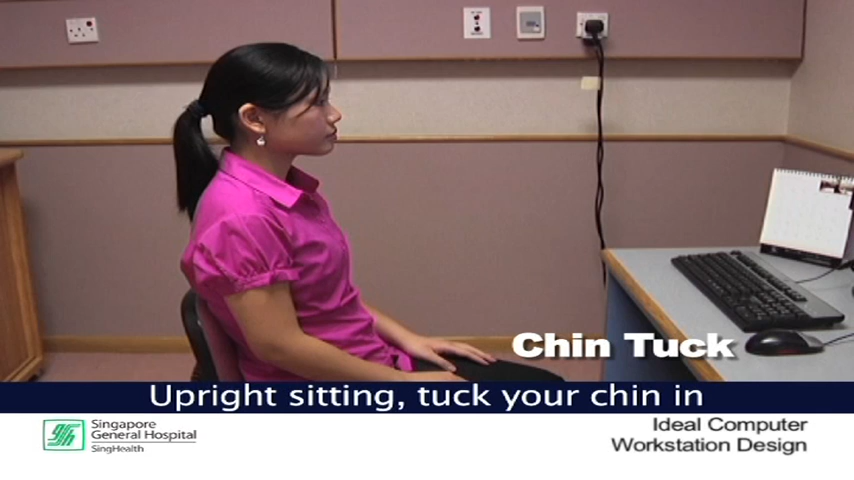 Chin Tuck
Upright sitting, tuck your chin in
Singapore
General Hospital
SingHealth
Ideal Computer
Workstation Design